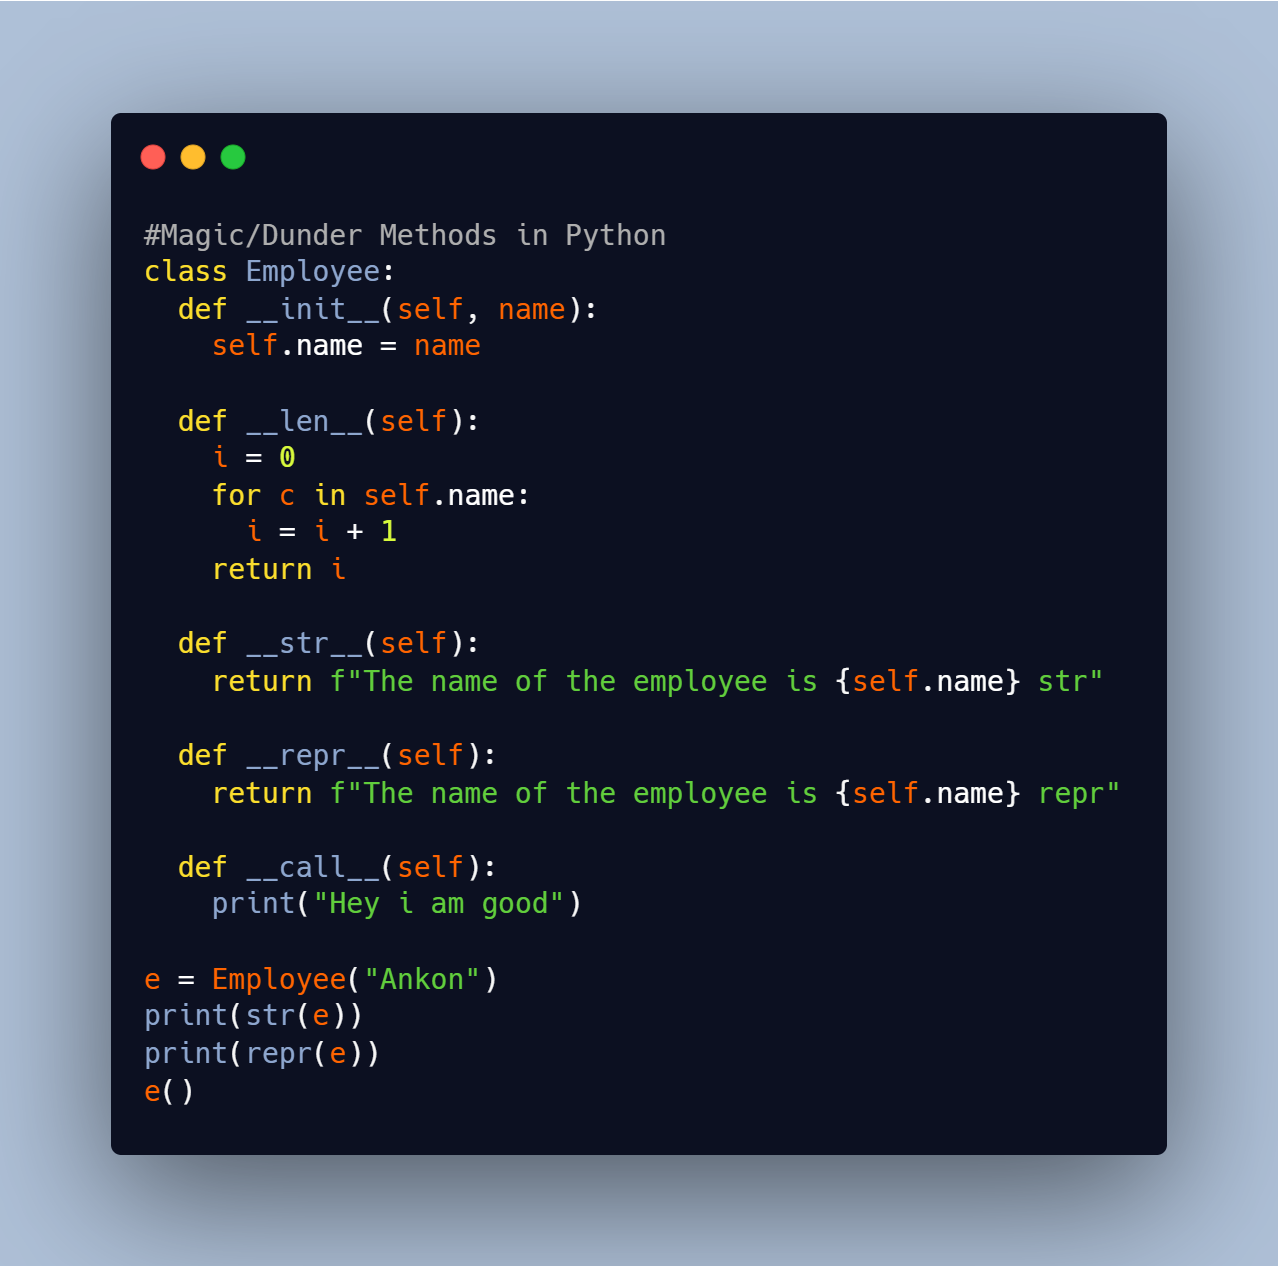 #Magic/Dunder Methods in Python
class Employee:
  def __init__(self, name):
    self.name = name

  def __len__(self):
    i = 0
    for c in self.name:
      i = i + 1
    return i

  def __str__(self):
    return f"The name of the employee is {self.name} str"

  def __repr__(self):
    return f"The name of the employee is {self.name} repr"

  def __call__(self):
    print("Hey i am good")

e = Employee("Ankon")
print(str(e))
print(repr(e))
e()